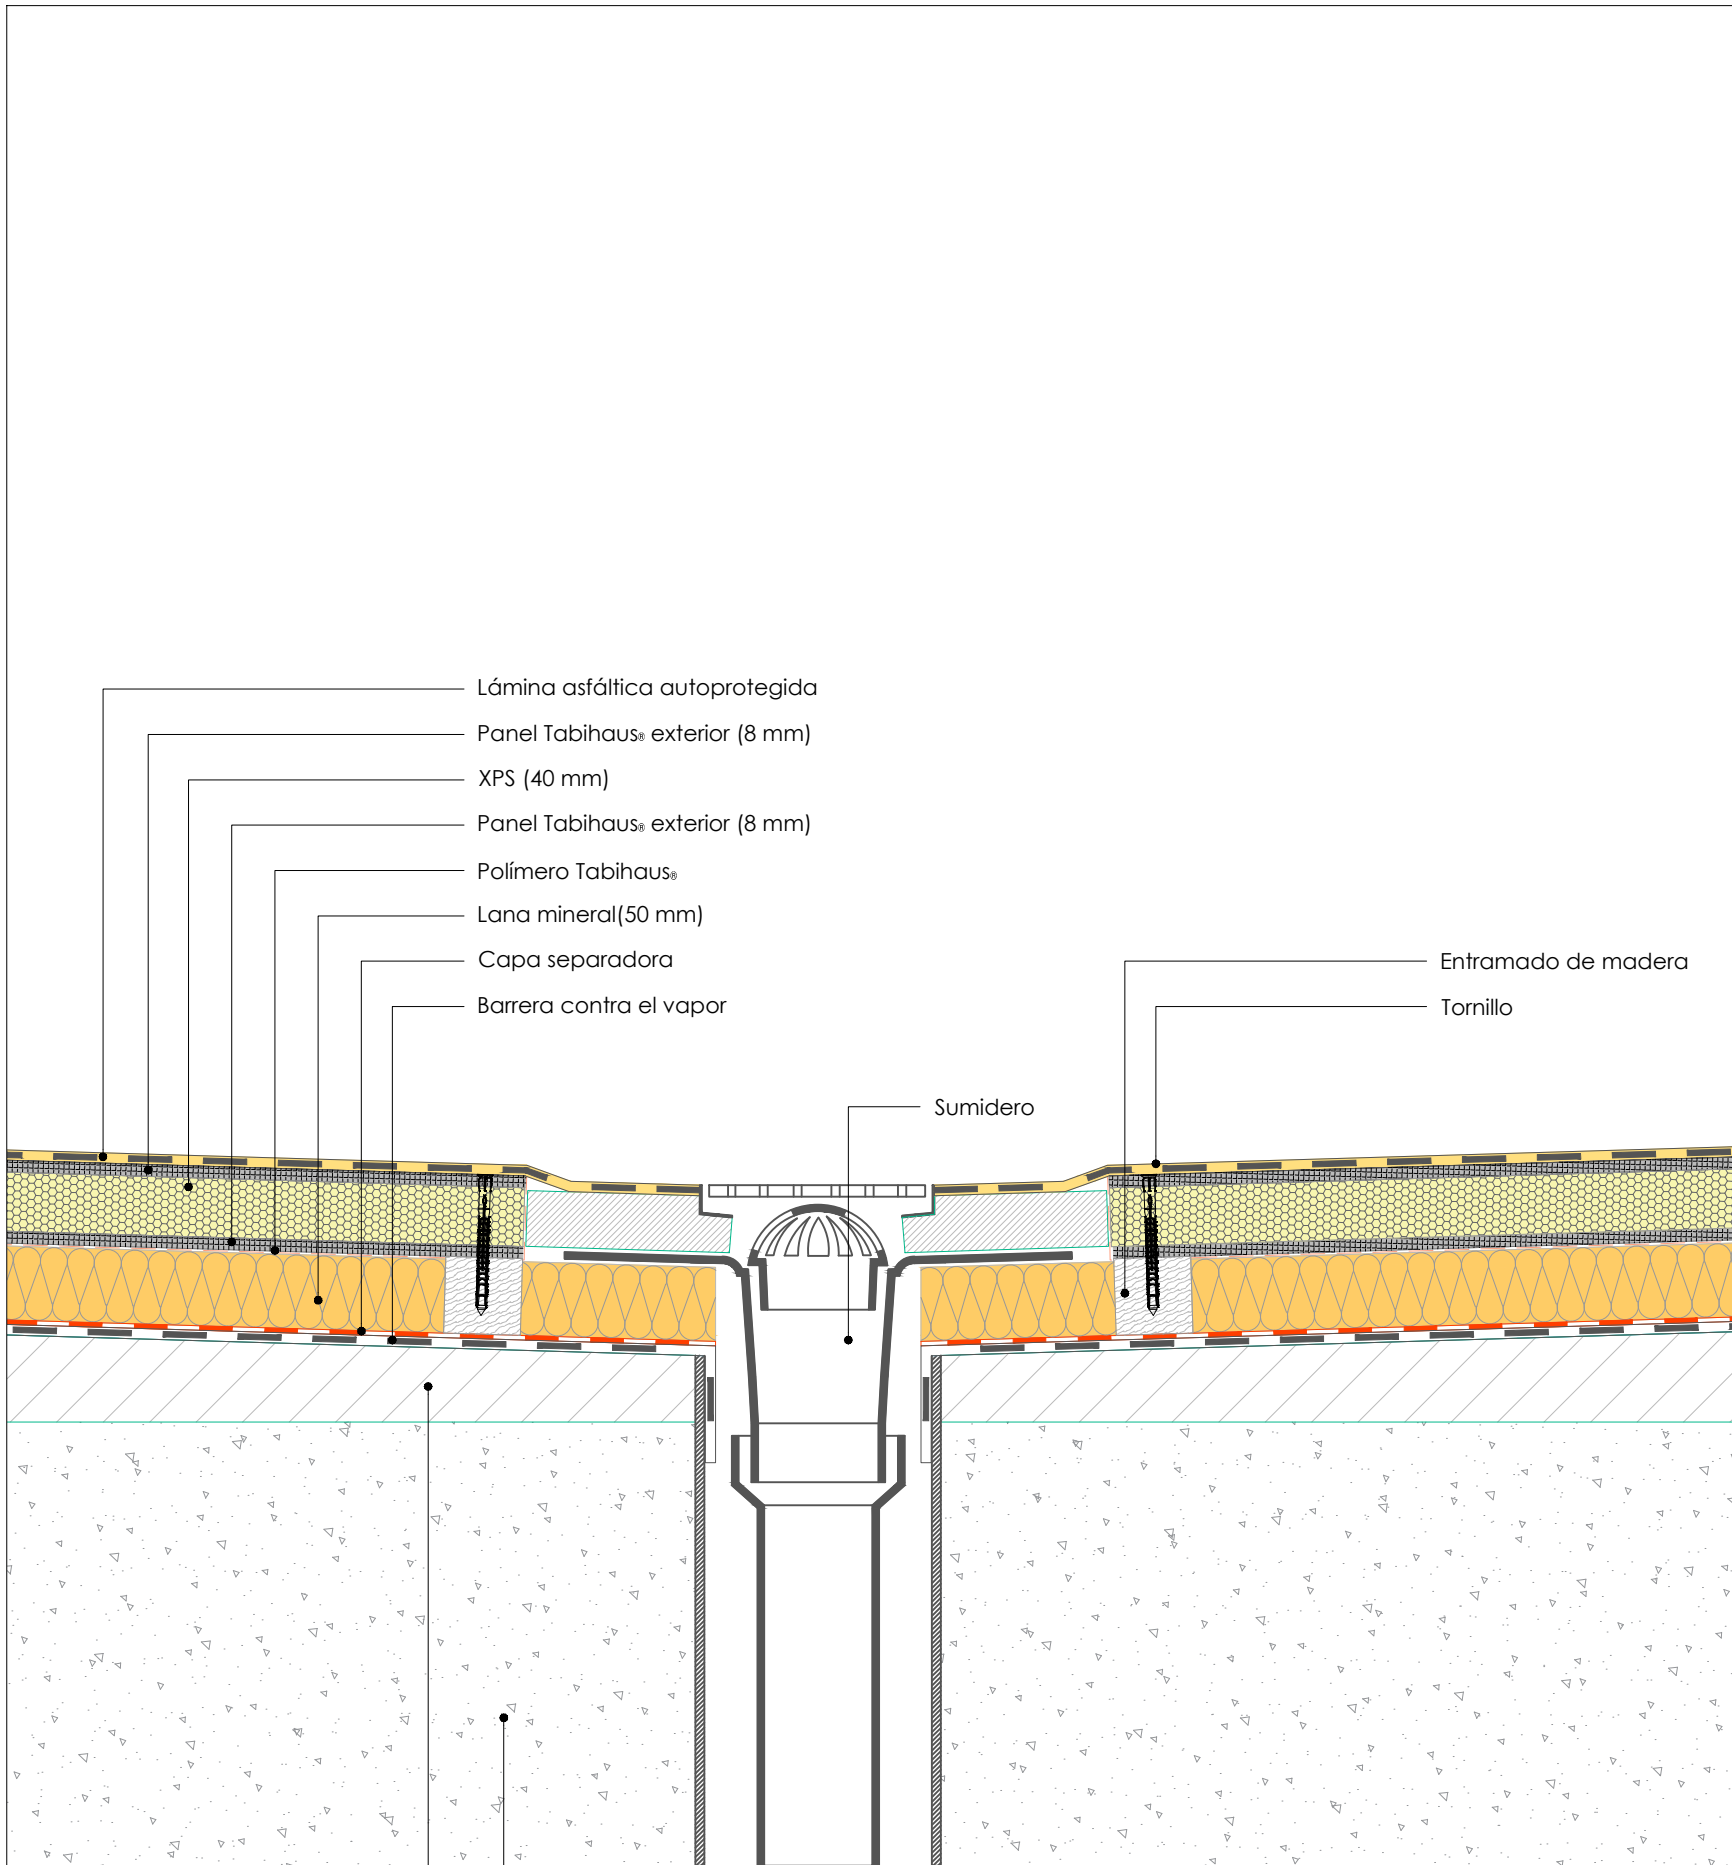 Lámina asfáltica autoprotegida
Panel Tabihaus® exterior (8 mm)
XPS (40 mm)
Panel Tabihaus® exterior (8 mm)
Polímero Tabihaus®
Lana mineral(50 mm)
Capa separadora
Barrera contra el vapor
Entramado de madera
Tornillo
Sumidero